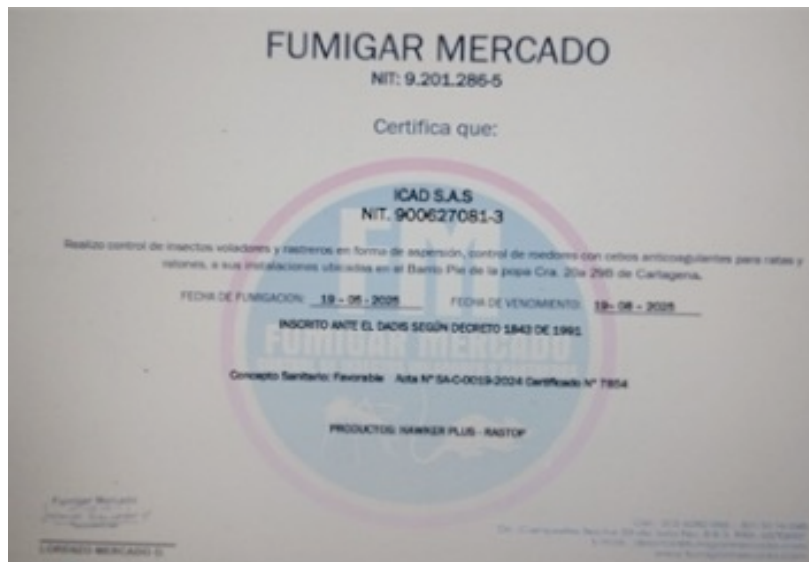 FUMIGAR MERCADO
NIT: 9.201.286-5
Certifica que:
ICAD S.A.S
NIT. 900627081-3
Realizo control de insectos voladores y rastreros en forma de aspersión, control de roedores con cebos anticoagulantes para ratas y
ratones, a sus instalaciones ubicadas en el Barrio Pie de la popa Cra. 20a 29B de Cartagena.
FECHA DE FUMIGACION: 19 - 05 - 2025 FECHA DE VENCIMIENTO: 19- 08 - 2025
INSCRITO ANTE EL DADIS SEGÚN DECRETO 1843 DE 1991
FUMIGAR MERCADO
Concepto Sanitario: Favorable Acta Nº SA-C-0019-2024 Certificado Nº 7854
PRODUCTOS: HAWKER PLUS - RASTOP
Fumigar Mercado
LORENZO MERCADO O